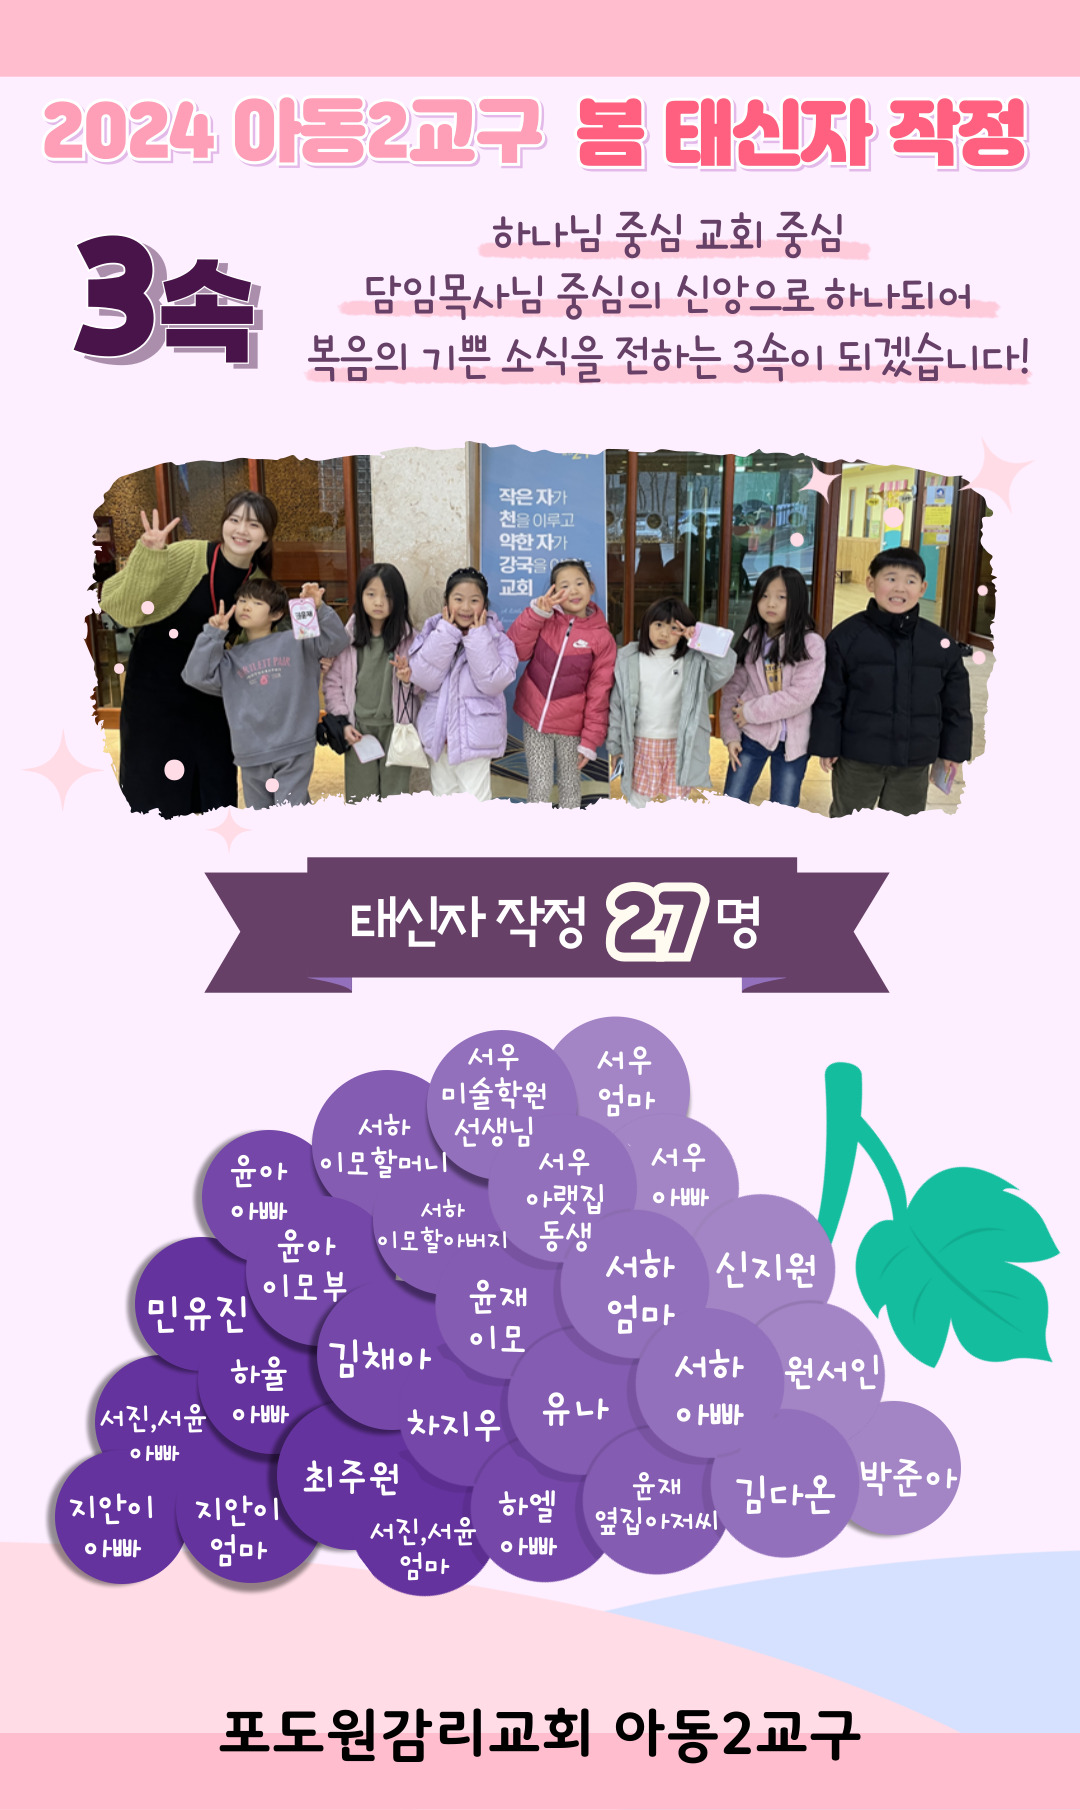 2024 아동2교구 봄 태신자 작정
3속
하나님 중심 교회 중심
담임목사님 중심의 신앙으로 하나되어
복음의 기쁜 소식을 전하는 3속이 되겠습니다!
작은 자가
천을 이루고
약한 자가
강국을
교회
태신자 작정 27명
서우
미술학원
선생님
서우
엄마
서하
이모할머니
서우
아랫집
동생
서우
아빠
윤아
아빠
서하
이모할아버지
윤아
이모부
서하
엄마
신지원
민유진
윤재
이모
김채아
서하
아빠
원서인
하율
아빠
유나
서진,서윤
아빠
차지우
최주원
박준아
지안이
아빠
지안이
엄마
하엘
아빠
윤재
옆집아저씨
김다온
서진,서윤
엄마
포도원감리교회 아동2교구